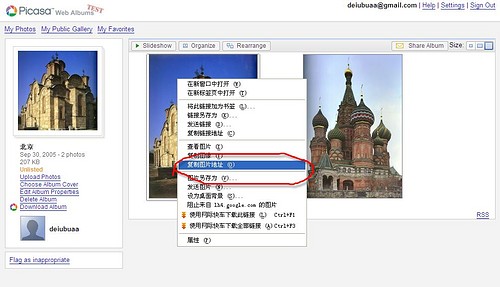 Picasa™ Web Albums TEST
deiubuaa@gmail.com | Help | Settings | Sign Out
My Photos | My Public Gallery | My Favorites
Slideshow Organize Rearrange Share Album Size:
北京
Sep 30, 2005 - 2 photos
207 KB
Unlisted
Upload Photos
Choose Album Cover
Edit Album Properties
Delete Album
Download Album
deiubuaa
Flag as inappropriate
在新窗口中打开 (W)
在新标签页中打开 (T)
将此链接加为书签 (L)...
链接另存为 (K)...
发送链接 (D)...
复制链接地址 (A)
查看图片 (I)
复制图像 (Y)
复制图片地址 (O)
图片另存为 (V)...
发送图片 (N)...
设为桌面背景 (S)...
阻止来自 lh4.google.com 的图片
使用网际快车下载此链接 (L) Ctrl+F1
使用网际快车下载全部链接 (A) Ctrl+F3
属性 (P)
RSS